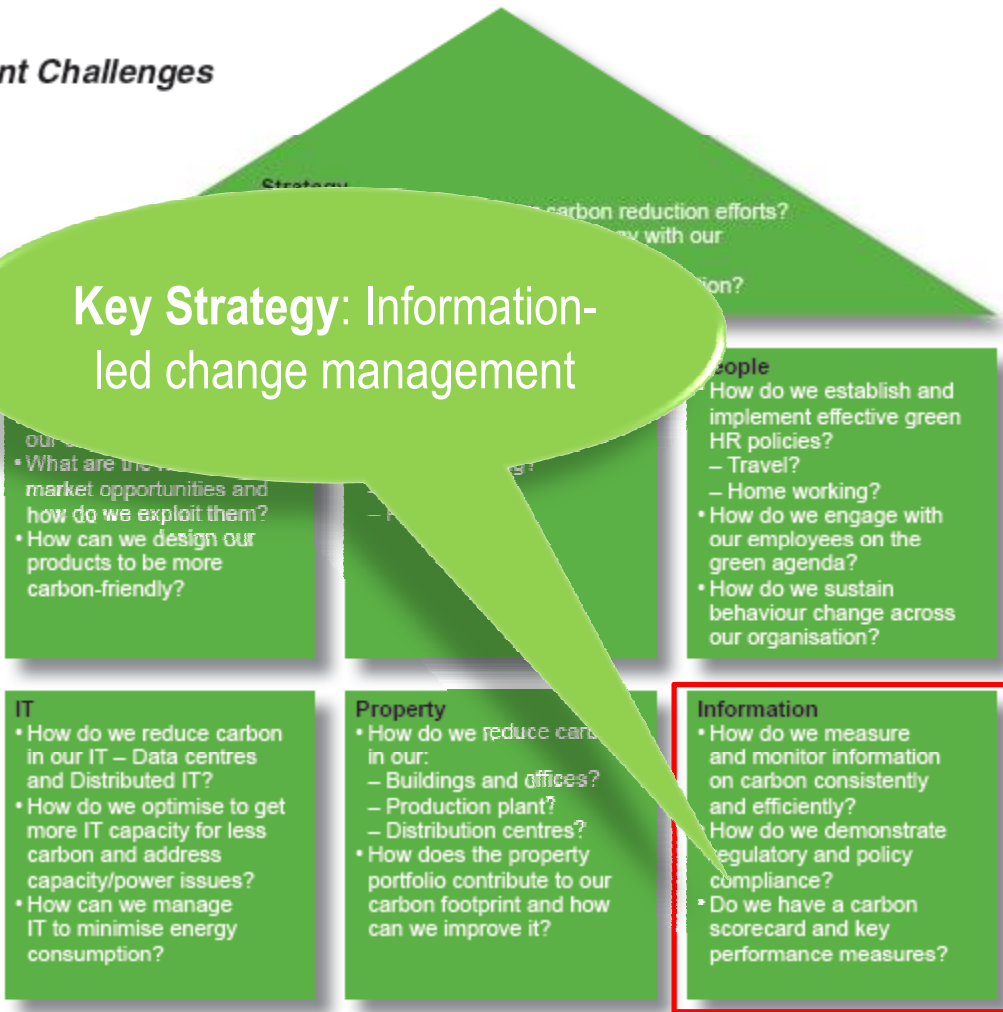 nt Challenges
Strategy
carbon reduction efforts?
with our
Key Strategy: Information-
led change management
• What are the
market opportunities and
how do we exploit them?
• How can we design our
products to be more
carbon-friendly?
People
• How do we establish and
implement effective green
HR policies?
– Travel?
– Home working?
• How do we engage with
our employees on the
green agenda?
• How do we sustain
behaviour change across
our organisation?
IT
• How do we reduce carbon
in our IT – Data centres
and Distributed IT?
• How do we optimise to get
more IT capacity for less
carbon and address
capacity/power issues?
• How can we manage
IT to minimise energy
consumption?
Property
• How do we reduce
in our:
– Buildings and offices?
– Production plant?
– Distribution centres?
• How does the property
portfolio contribute to our
carbon footprint and how
can we improve it?
Information
• How do we measure
and monitor information
on carbon consistently
and efficiently?
• How do we demonstrate
regulatory and policy
compliance?
• Do we have a carbon
scorecard and key
performance measures?